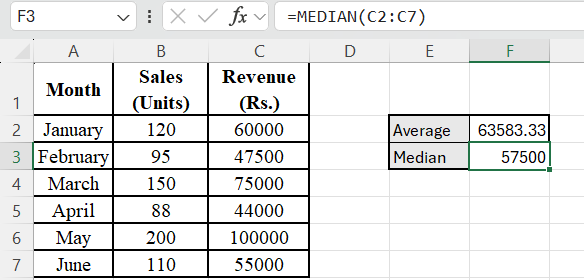 F3 fx =MEDIAN(C2:C7)
A B C D E F
1 Month Sales (Units) Revenue (Rs.)
2 January 120 60000 Average 63583.33
3 February 95 47500 Median 57500
4 March 150 75000
5 April 88 44000
6 May 200 100000
7 June 110 55000